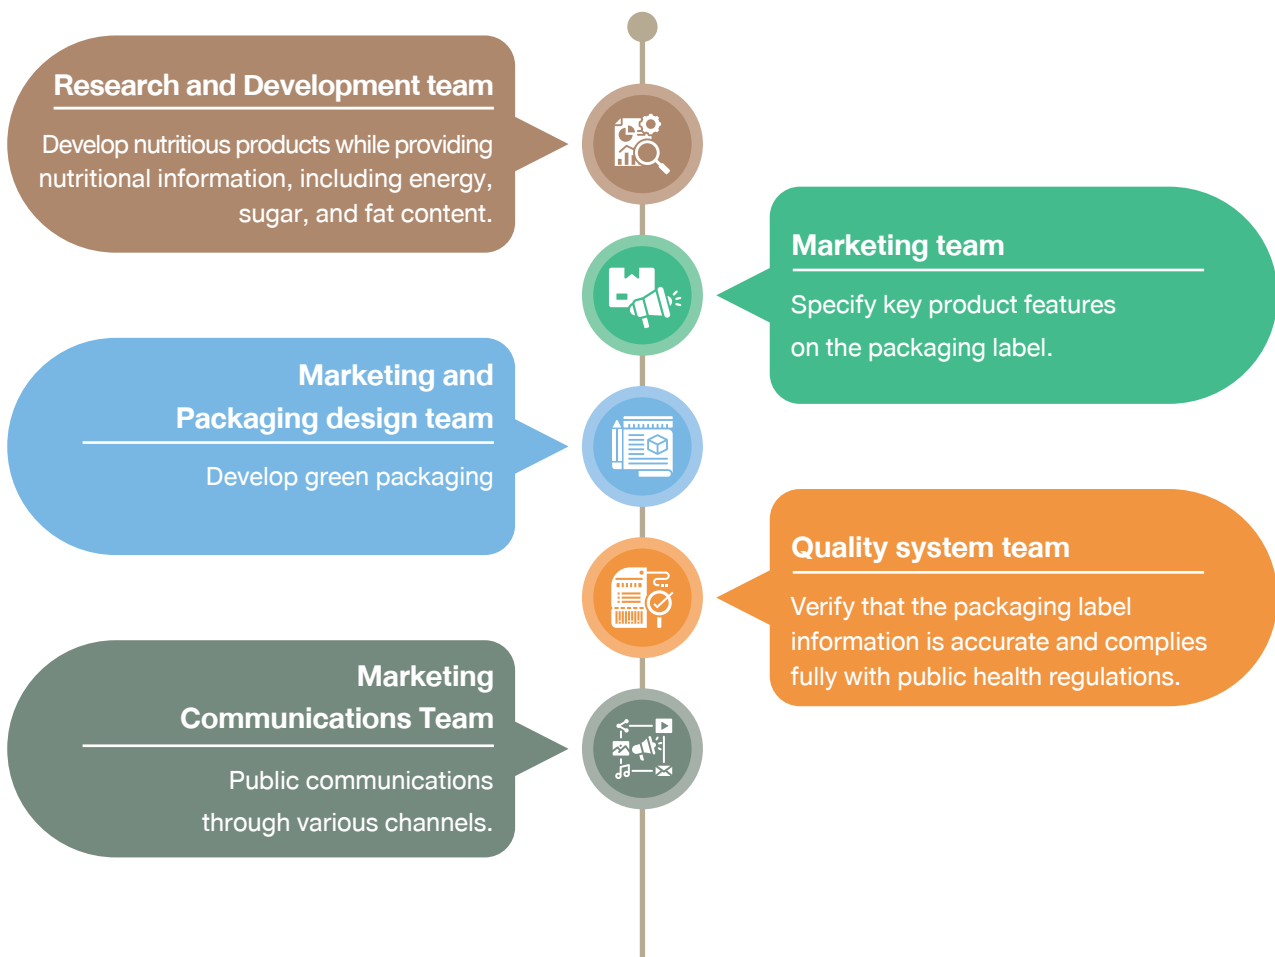 Research and Development team
Develop nutritious products while providing
nutritional information, including energy,
sugar, and fat content.
Marketing team
Specify key product features
on the packaging label.
Marketing and
Packaging design team
Develop green packaging
Quality system team
Verify that the packaging label
information is accurate and complies
fully with public health regulations.
Marketing
Communications Team
Public communications
through various channels.